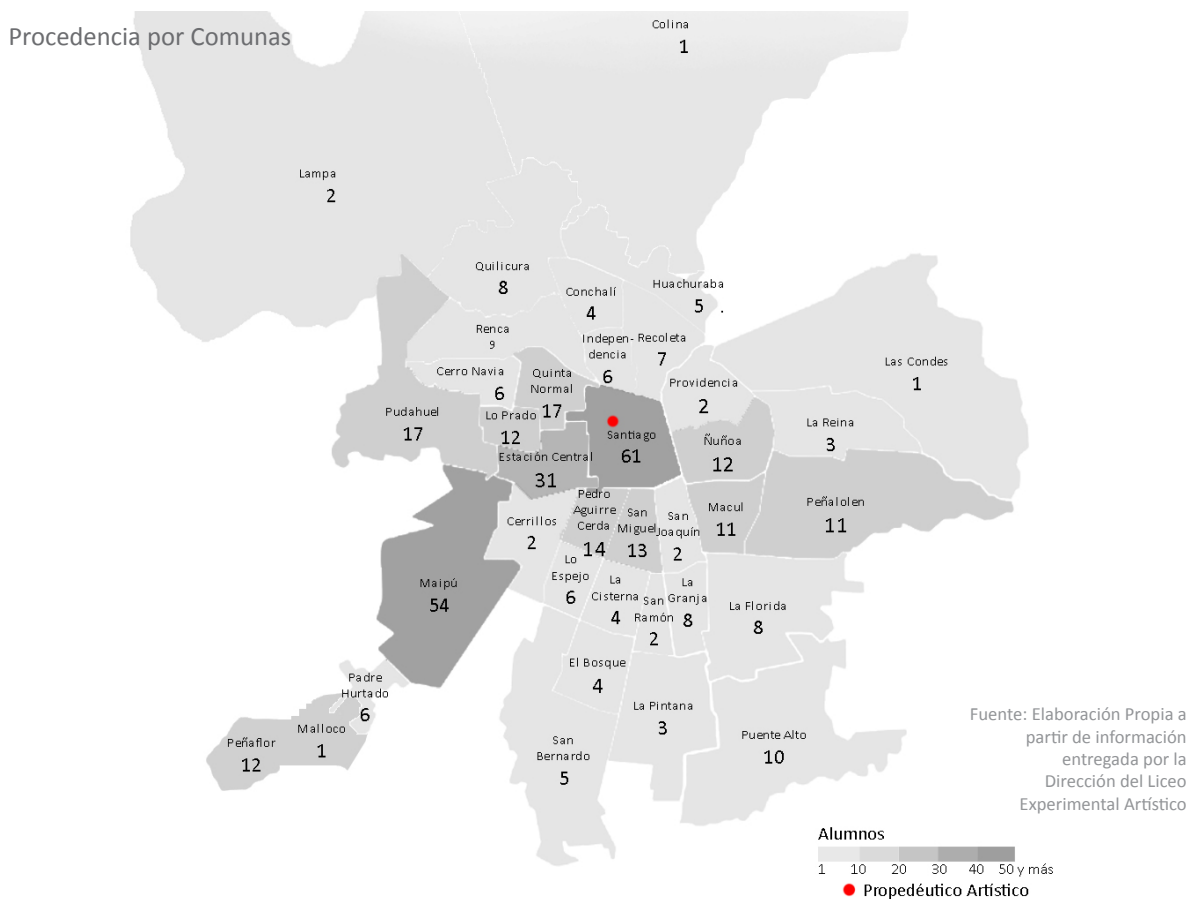 Procedencia por Comunas
Colina
1
Lampa
2
Quilicura
8
Conchalí
4
Huachuraba
5 .
Renca
9
Indepen-
dencia
6
Recoleta
7
Las Condes
1
Cerro Navia
6
Quinta
Normal
17
Providencia
2
Pudahuel
17
Lo Prado
12
Santiago
61
Ñuñoa
12
La Reina
3
Estación Central
31
Pedro
Aguirre
Cerda
14
San
Miguel
13
San
Joaquín
2
Macul
11
Peñalolen
11
Cerrillos
2
Maipú
54
Lo
Espejo
6
La
Cisterna
4
San
Ramón
2
La
Granja
8
La Florida
8
El Bosque
4
Padre
Hurtado
6
Malloco
1
Peñaflor
12
La Pintana
3
San
Bernardo
5
Puente Alto
10
Fuente: Elaboración Propia a
partir de información
entregada por la
Dirección del Liceo
Experimental Artístico
Alumnos
1 10 20 30 40 50 y más
Propedéutico Artístico